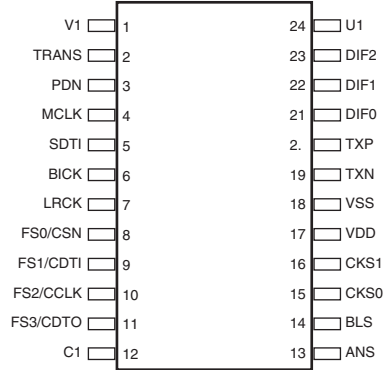 V1 1 24 U1
TRANS 2 23 DIF2
PDN 3 22 DIF1
MCLK 4 21 DIF0
SDTI 5 2. TXP
BICK 6 19 TXN
LRCK 7 18 VSS
FS0/CSN 8 17 VDD
FS1/CDTI 9 16 CKS1
FS2/CCLK 10 15 CKS0
FS3/CDTO 11 14 BLS
C1 12 13 ANS